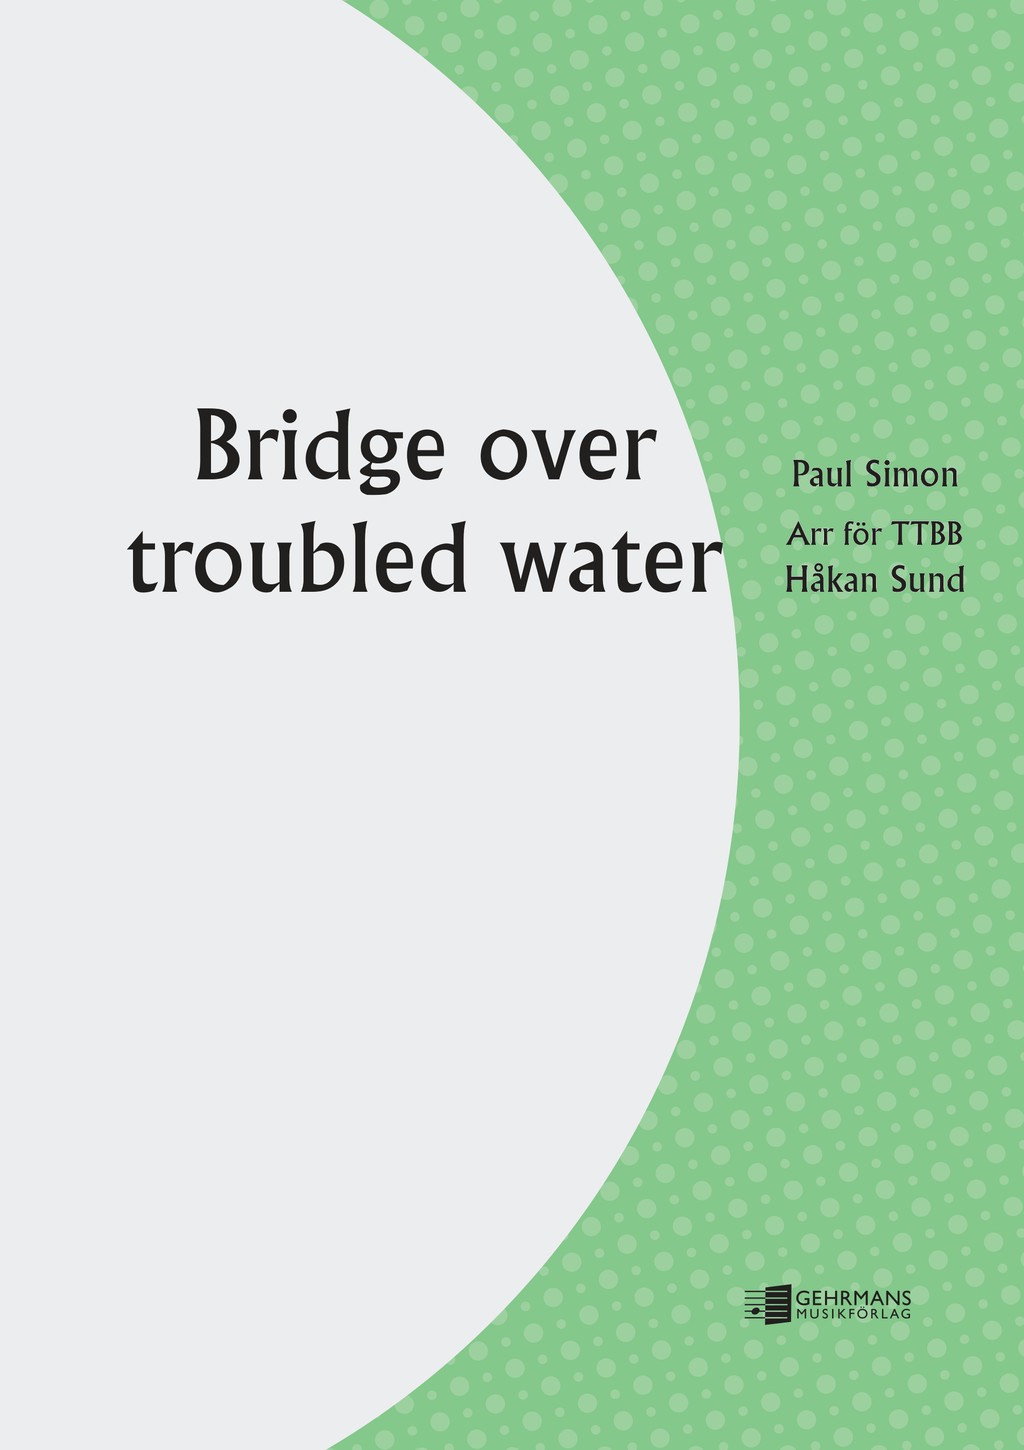 Bridge over
troubled water
Paul Simon
Arr för TTBB
Håkan Sund
GEHRMANS
MUSIKFÖRLAG